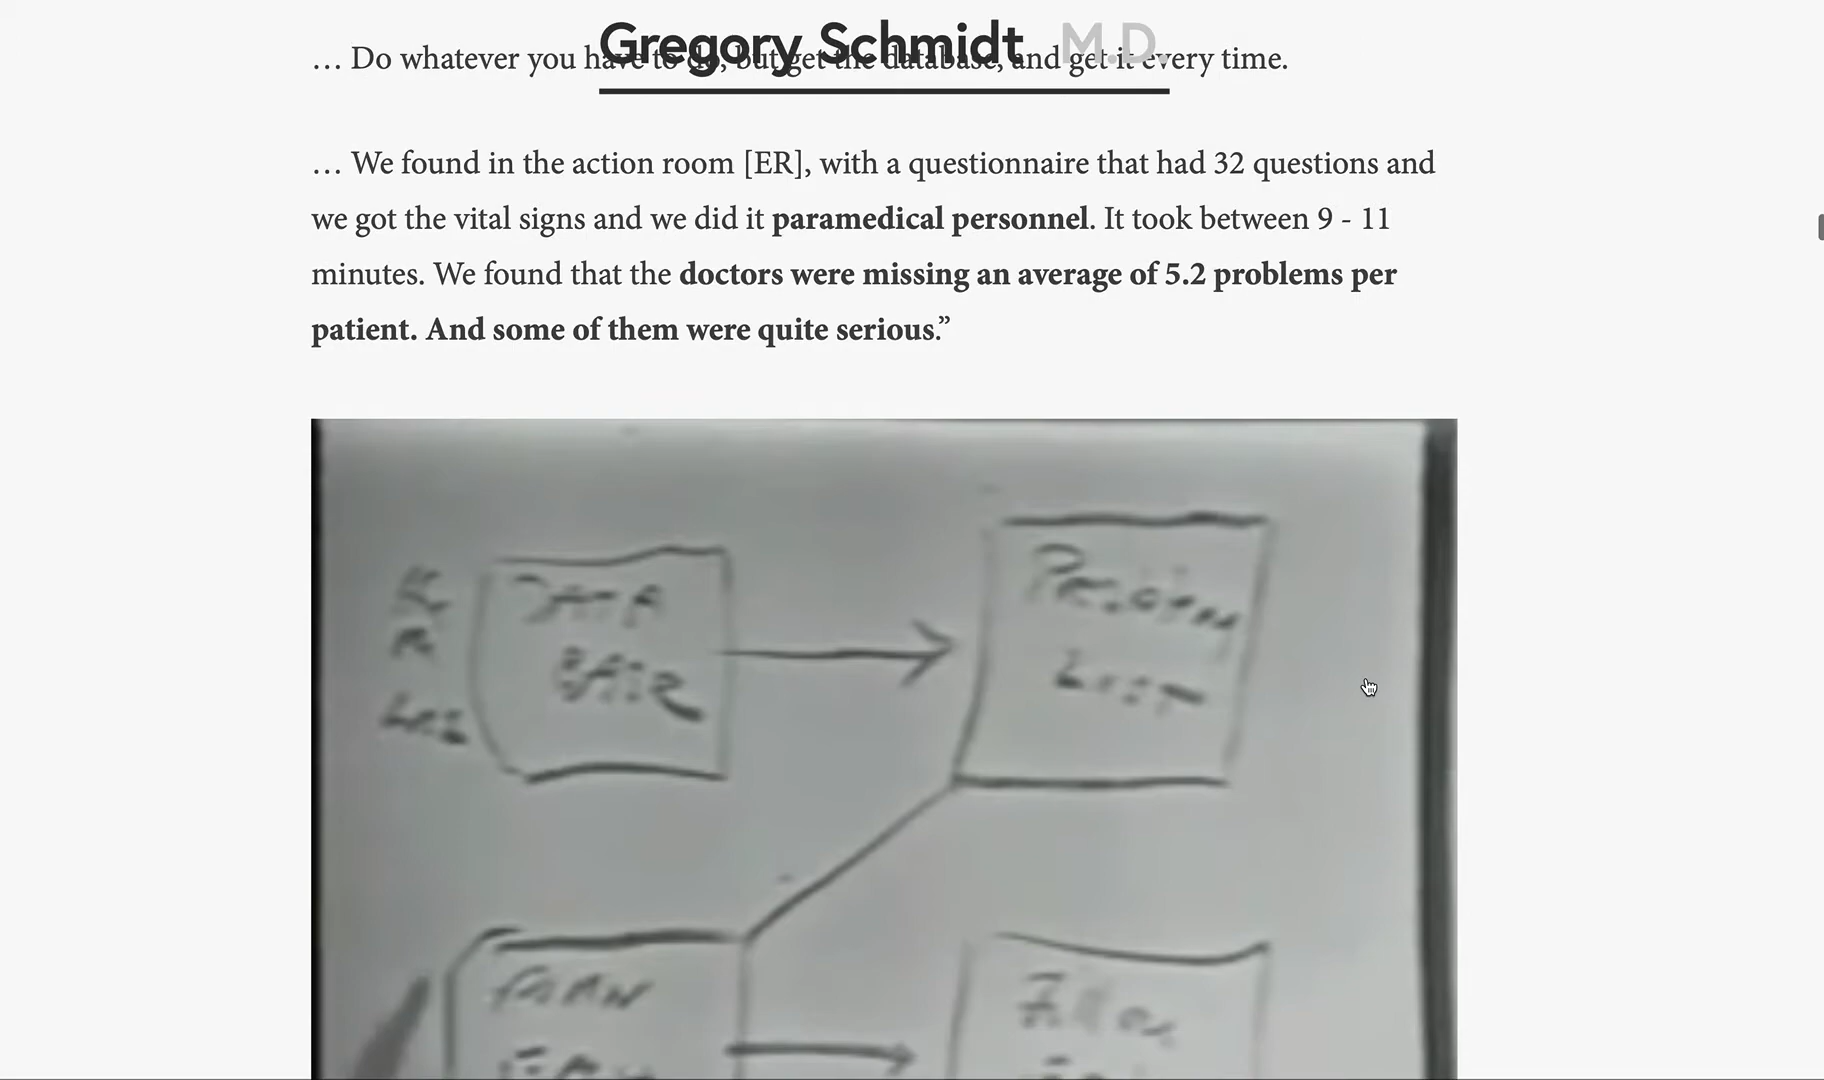 Gregory Schmidt M.D.
… Do whatever you have to do, but get the database, and get it every time.
… We found in the action room [ER], with a questionnaire that had 32 questions and
we got the vital signs and we did it paramedical personnel. It took between 9 - 11
minutes. We found that the doctors were missing an average of 5.2 problems per
patient. And some of them were quite serious.”
DATA
BASE
PROBLEM
LIST